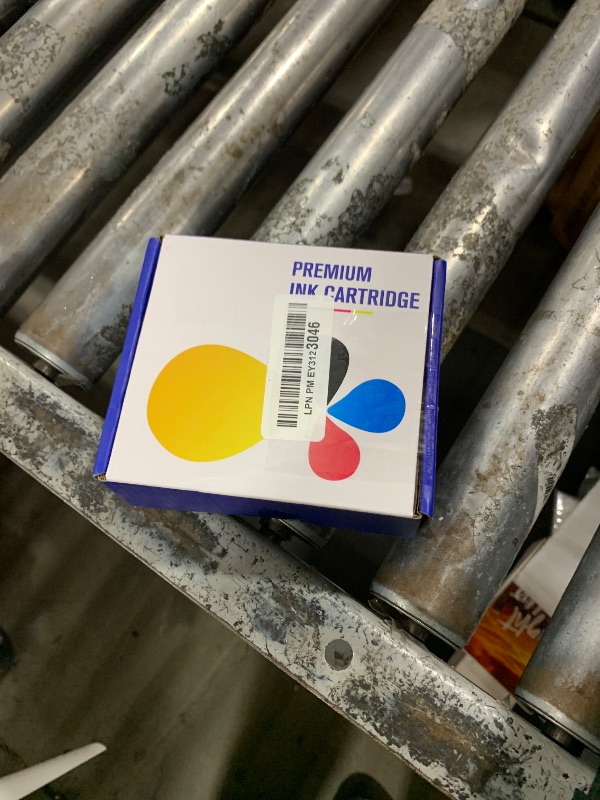 PREMIUM
INK CARTRIDGE
LPN PM EY3123046